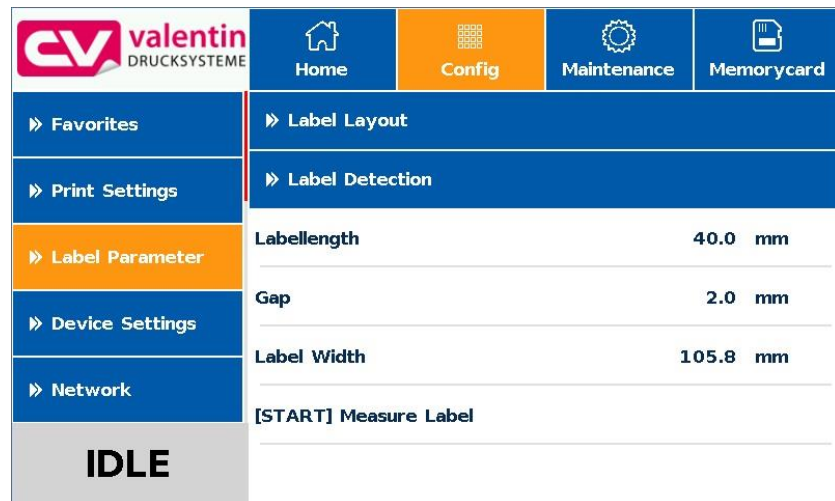 valentin
DRUCKSYSTEME
Home
Config
Maintenance
Memorycard
Favorites
Print Settings
Label Parameter
Device Settings
Network
IDLE
Label Layout
Label Detection
Labellength 40.0 mm
Gap 2.0 mm
Label Width 105.8 mm
[START] Measure Label